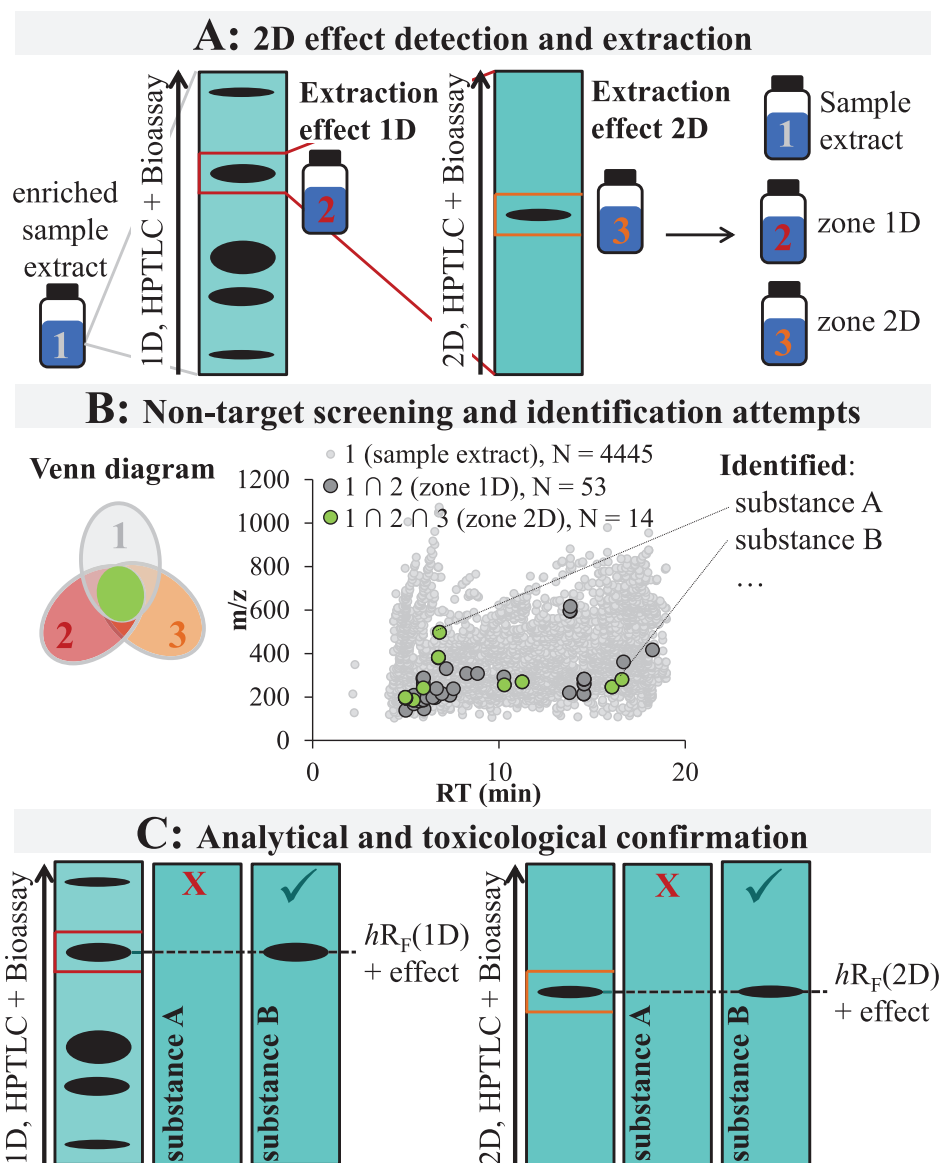 A: 2D effect detection and extraction
enriched
sample
extract
1
1D, HPTLC + Bioassay
Extraction
effect 1D
2
2D, HPTLC + Bioassay
Extraction
effect 2D
3
1
Sample
extract
2
zone 1D
3
zone 2D
B: Non-target screening and identification attempts
Venn diagram
1
2
3
1 (sample extract), N = 4445
1 ∩ 2 (zone 1D), N = 53
1 ∩ 2 ∩ 3 (zone 2D), N = 14
m/z
1200
1000
800
600
400
200
0
0
10
20
RT (min)
Identified:
substance A
substance B
...
C: Analytical and toxicological confirmation
1D, HPTLC + Bioassay
X
substance A
✓
substance B
hRF(1D)
+ effect
2D, HPTLC + Bioassay
X
substance A
✓
substance B
hRF(2D)
+ effect